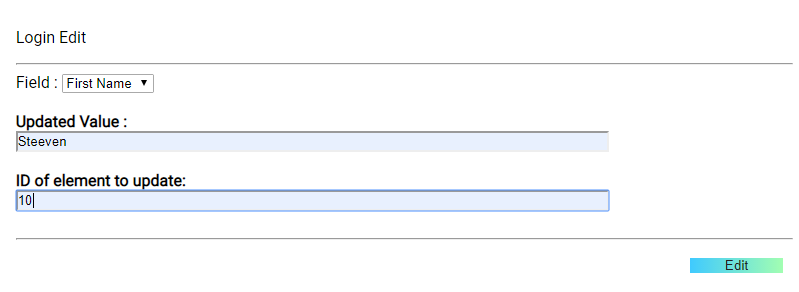 Login Edit
Field : First Name
Updated Value :
Steeven
ID of element to update:
10
Edit